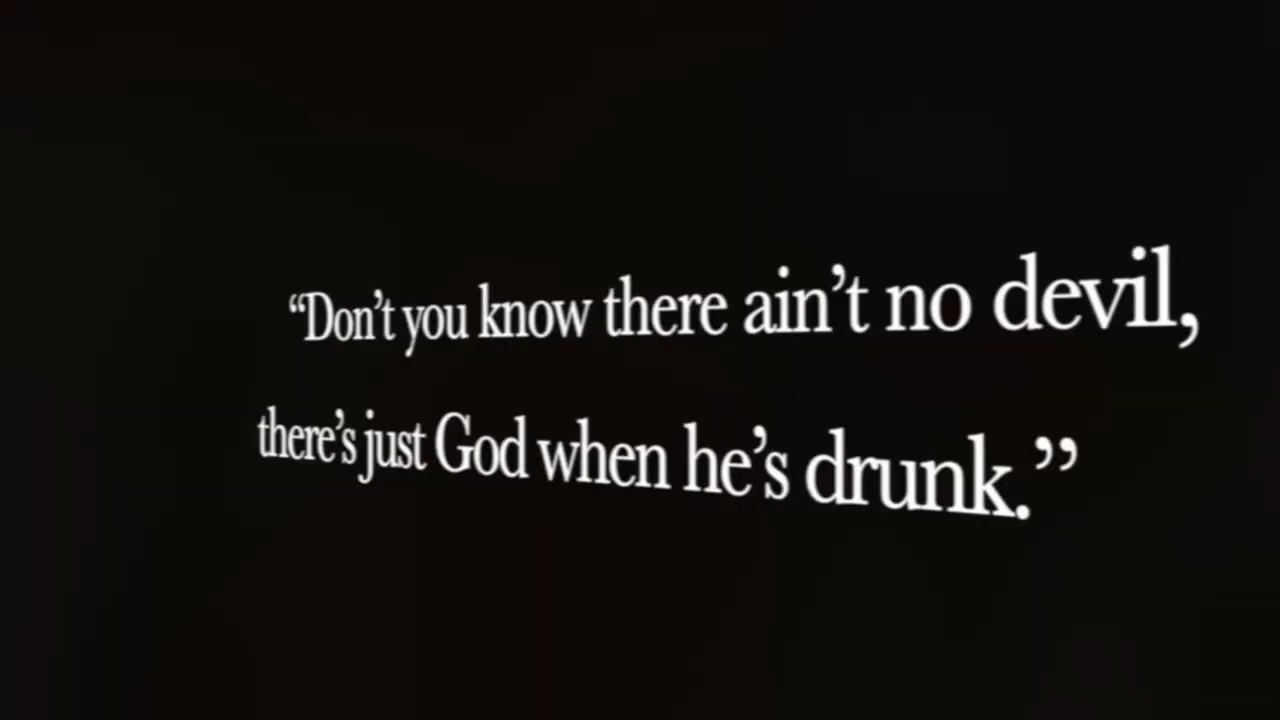 “Don’t you know there ain’t no devil,
there’s just God when he’s drunk.”